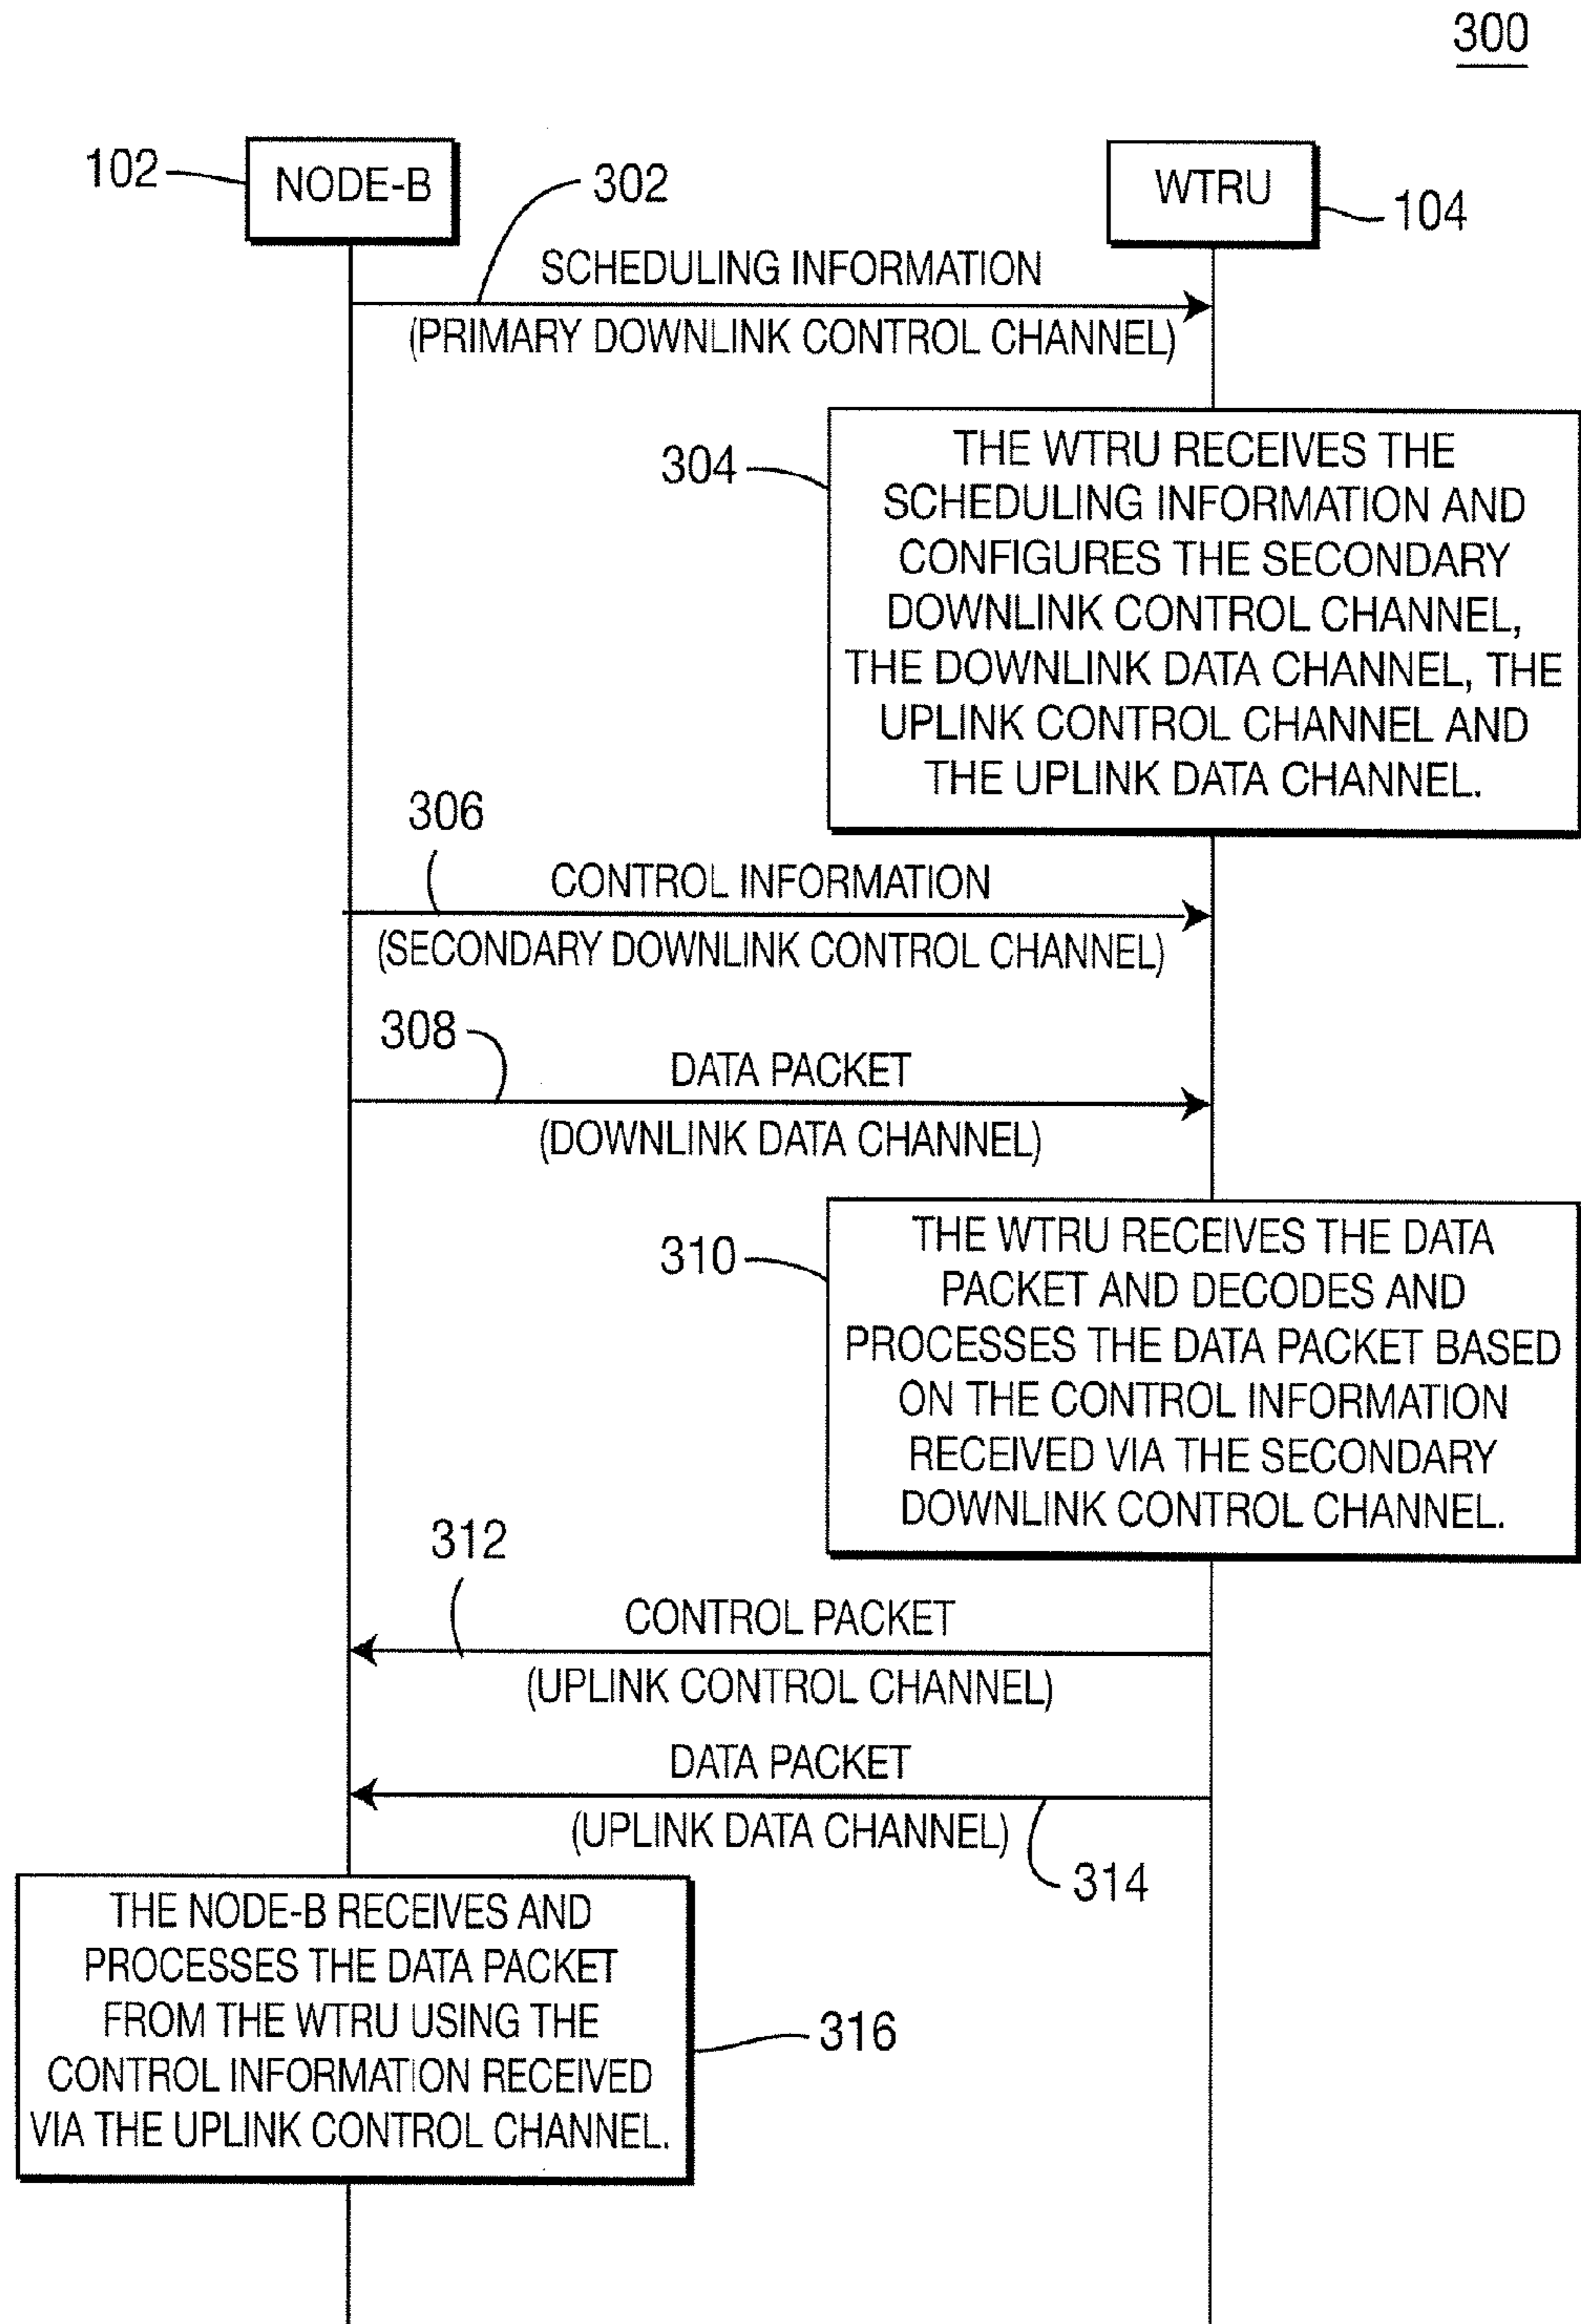 300
102
NODE-B
302
WTRU
104
SCHEDULING INFORMATION
(PRIMARY DOWNLINK CONTROL CHANNEL)
304
THE WTRU RECEIVES THE
SCHEDULING INFORMATION AND
CONFIGURES THE SECONDARY
DOWNLINK CONTROL CHANNEL,
THE DOWNLINK DATA CHANNEL, THE
UPLINK CONTROL CHANNEL AND
THE UPLINK DATA CHANNEL.
306
CONTROL INFORMATION
(SECONDARY DOWNLINK CONTROL CHANNEL)
308
DATA PACKET
(DOWNLINK DATA CHANNEL)
310
THE WTRU RECEIVES THE DATA
PACKET AND DECODES AND
PROCESSES THE DATA PACKET BASED
ON THE CONTROL INFORMATION
RECEIVED VIA THE SECONDARY
DOWNLINK CONTROL CHANNEL.
312
CONTROL PACKET
(UPLINK CONTROL CHANNEL)
DATA PACKET
(UPLINK DATA CHANNEL)
314
THE NODE-B RECEIVES AND
PROCESSES THE DATA PACKET
FROM THE WTRU USING THE
CONTROL INFORMATION RECEIVED
VIA THE UPLINK CONTROL CHANNEL.
316